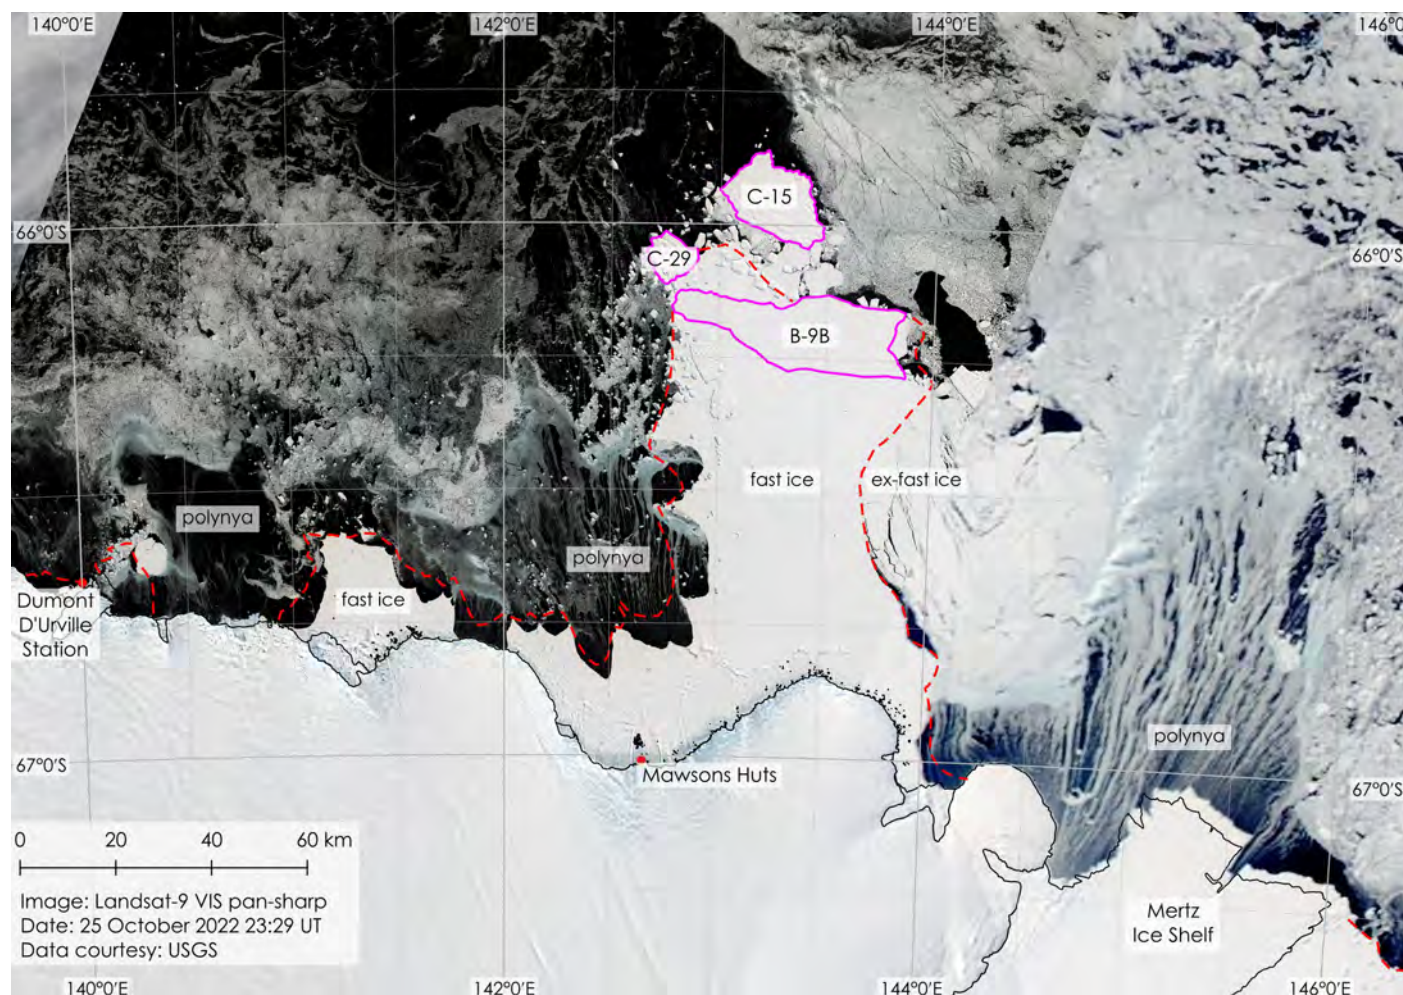 140°0'E
142°0'E
144°0'E
146°0'
C-15
66°0'S
C-29
66°0'S
B-9B
fast ice
ex-fast ice
polynya
polynya
Dumont
D'Urville
Station
fast ice
polynya
67°0'S
Mawsons Huts
67°0'S
0 20 40 60 km
Image: Landsat-9 VIS pan-sharp
Date: 25 October 2022 23:29 UT
Data courtesy: USGS
Mertz
Ice Shelf
140°0'E
142°0'E
144°0'E
146°0'E